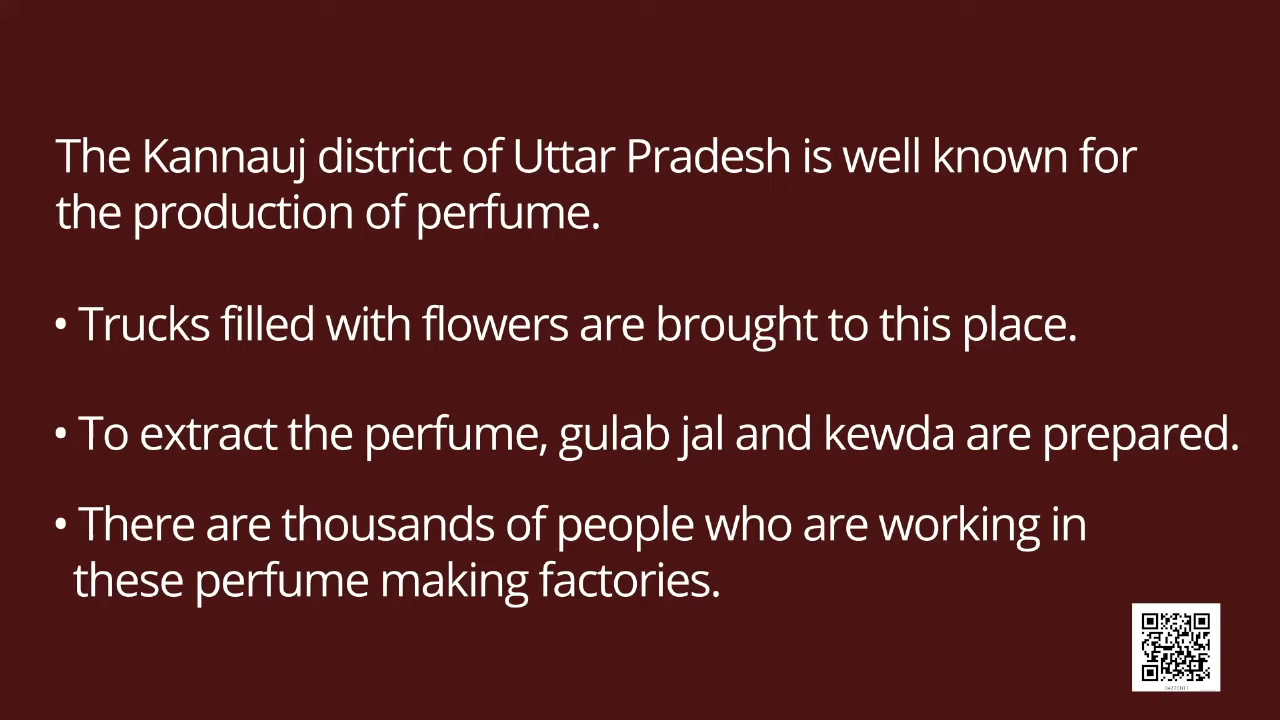 The Kannauj district of Uttar Pradesh is well known for
the production of perfume.
• Trucks filled with flowers are brought to this place.
• To extract the perfume, gulab jal and kewda are prepared.
• There are thousands of people who are working in
these perfume making factories.